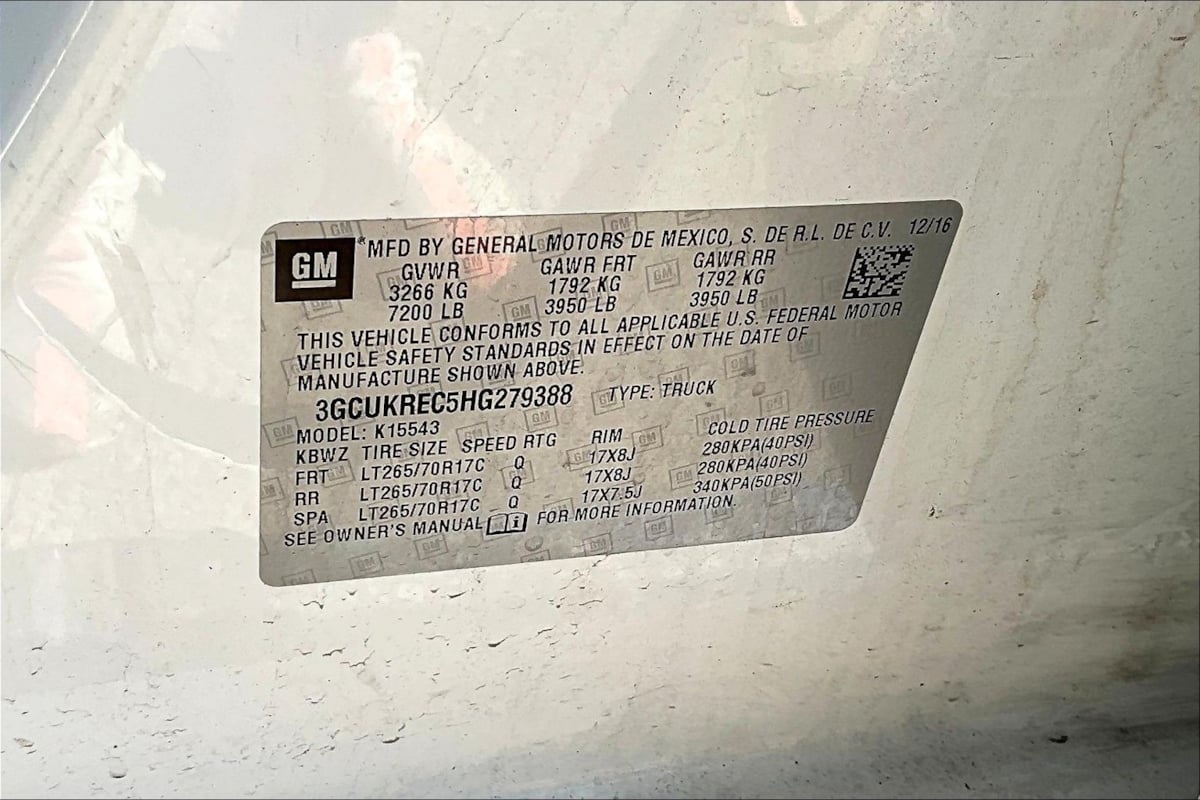 GM ®MFD BY GENERAL MOTORS DE MEXICO, S. DE R.L. DE C.V. 12/16
GVWR GAWR FRT GAWR RR
3266 KG 1792 KG 1792 KG
7200 LB 3950 LB 3950 LB
THIS VEHICLE CONFORMS TO ALL APPLICABLE U.S. FEDERAL MOTOR
VEHICLE SAFETY STANDARDS IN EFFECT ON THE DATE OF
MANUFACTURE SHOWN ABOVE.
3GCUKREC5HG279388 TYPE: TRUCK
MODEL: K15543
KBWZ TIRE SIZE SPEED RTG RIM COLD TIRE PRESSURE
FRT LT265/70R17C Q 17X8J 280KPA(40PSI)
RR LT265/70R17C Q 17X8J 280KPA(40PSI)
SPA LT265/70R17C Q 17X7.5J 340KPA(50PSI)
SEE OWNER'S MANUAL FOR MORE INFORMATION.